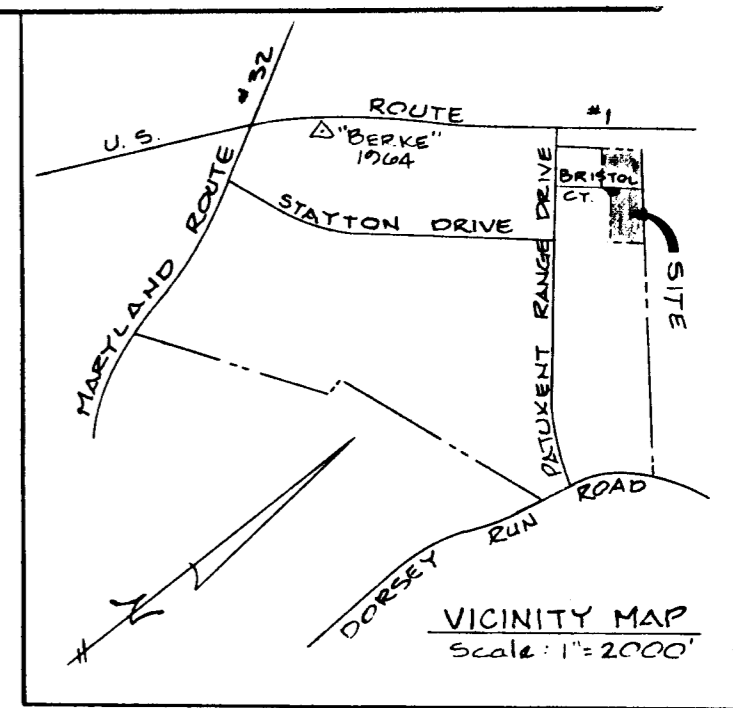 U.S. ROUTE #1
"BERKE"
1964
MARYLAND ROUTE #32
STAYTON DRIVE
PATUXENT RANGE DRIVE
BRISTOL
CT.
SITE
DORSEY RUN ROAD
N
VICINITY MAP
Scale: 1"=2000'